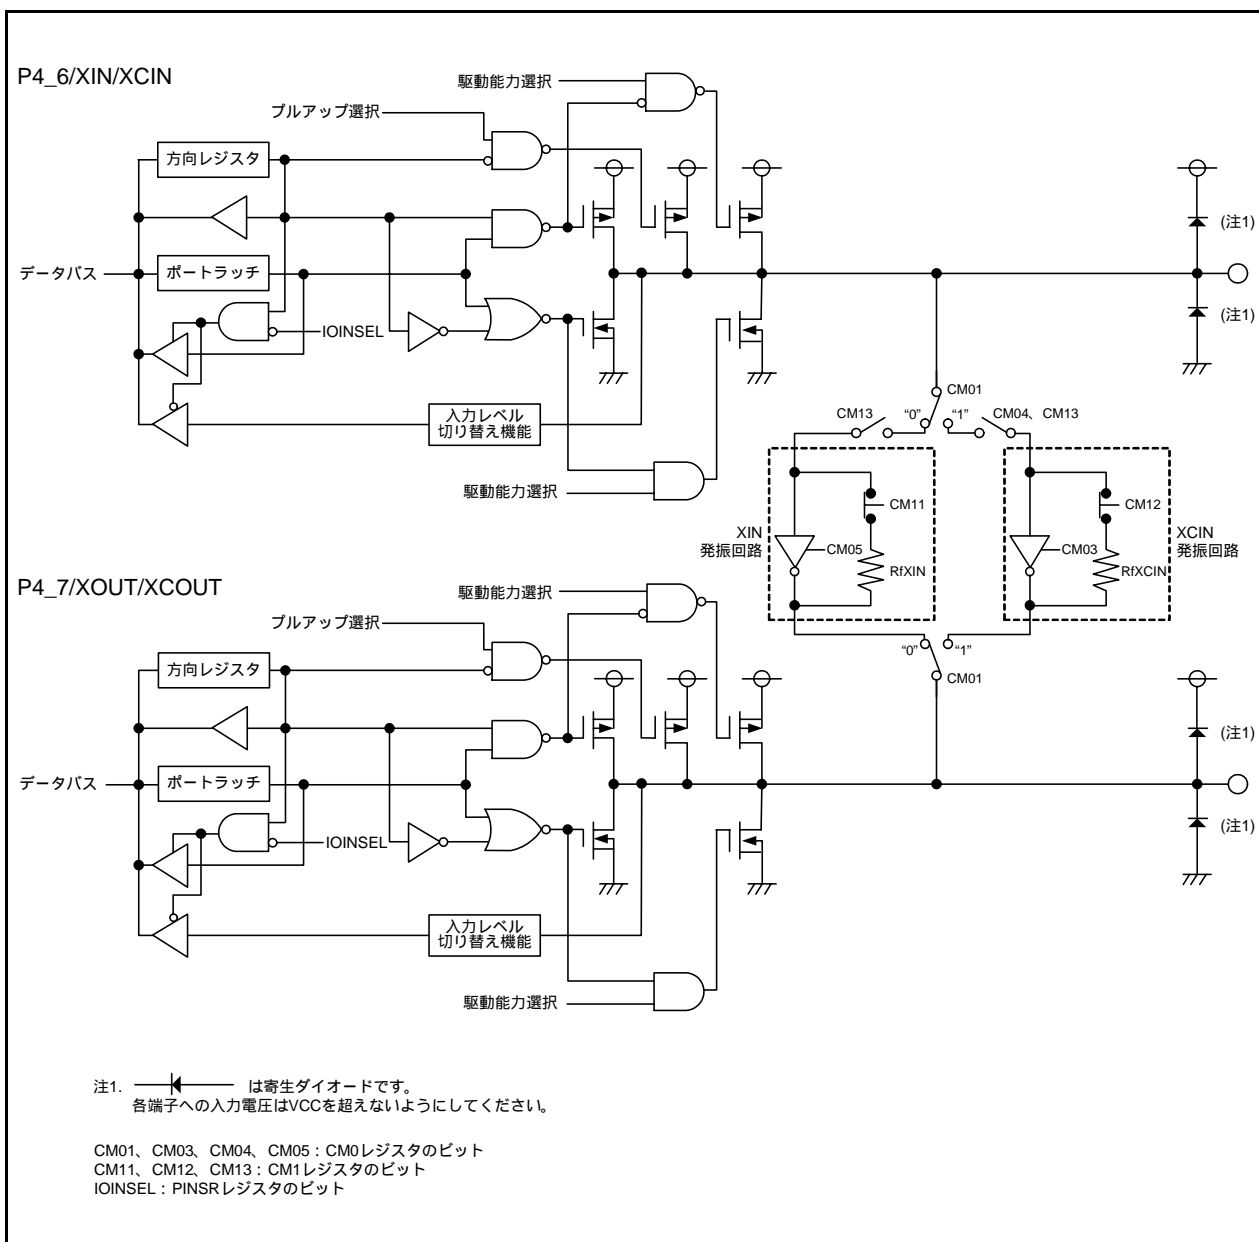 P4_6/XIN/XCIN
駆動能力選択
プルアップ選択
方向レジスタ
(注1)
データバス
ポートラッチ
(注1)
IOINSEL
CM01
CM13
“0”
“1”
CM04、CM13
入力レベル
切り替え機能
駆動能力選択
CM11
CM12
XIN
発振回路
CM05
RfXIN
CM03
RfXCIN
XCIN
発振回路
P4_7/XOUT/XCOUT
駆動能力選択
プルアップ選択
“0”
“1”
CM01
方向レジスタ
(注1)
データバス
ポートラッチ
(注1)
IOINSEL
入力レベル
切り替え機能
駆動能力選択
注1. は寄生ダイオードです。
各端子への入力電圧はVCCを超えないようにしてください。
CM01、CM03、CM04、CM05：CM0レジスタのビット
CM11、CM12、CM13：CM1レジスタのビット
IOINSEL：PINSRレジスタのビット